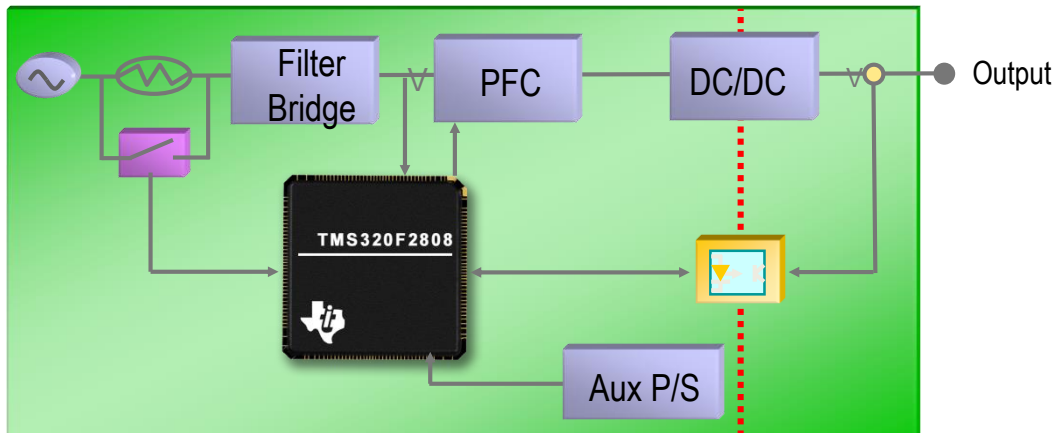 Filter
Bridge
V
PFC
DC/DC
V
Output
TMS320F2808
Aux P/S